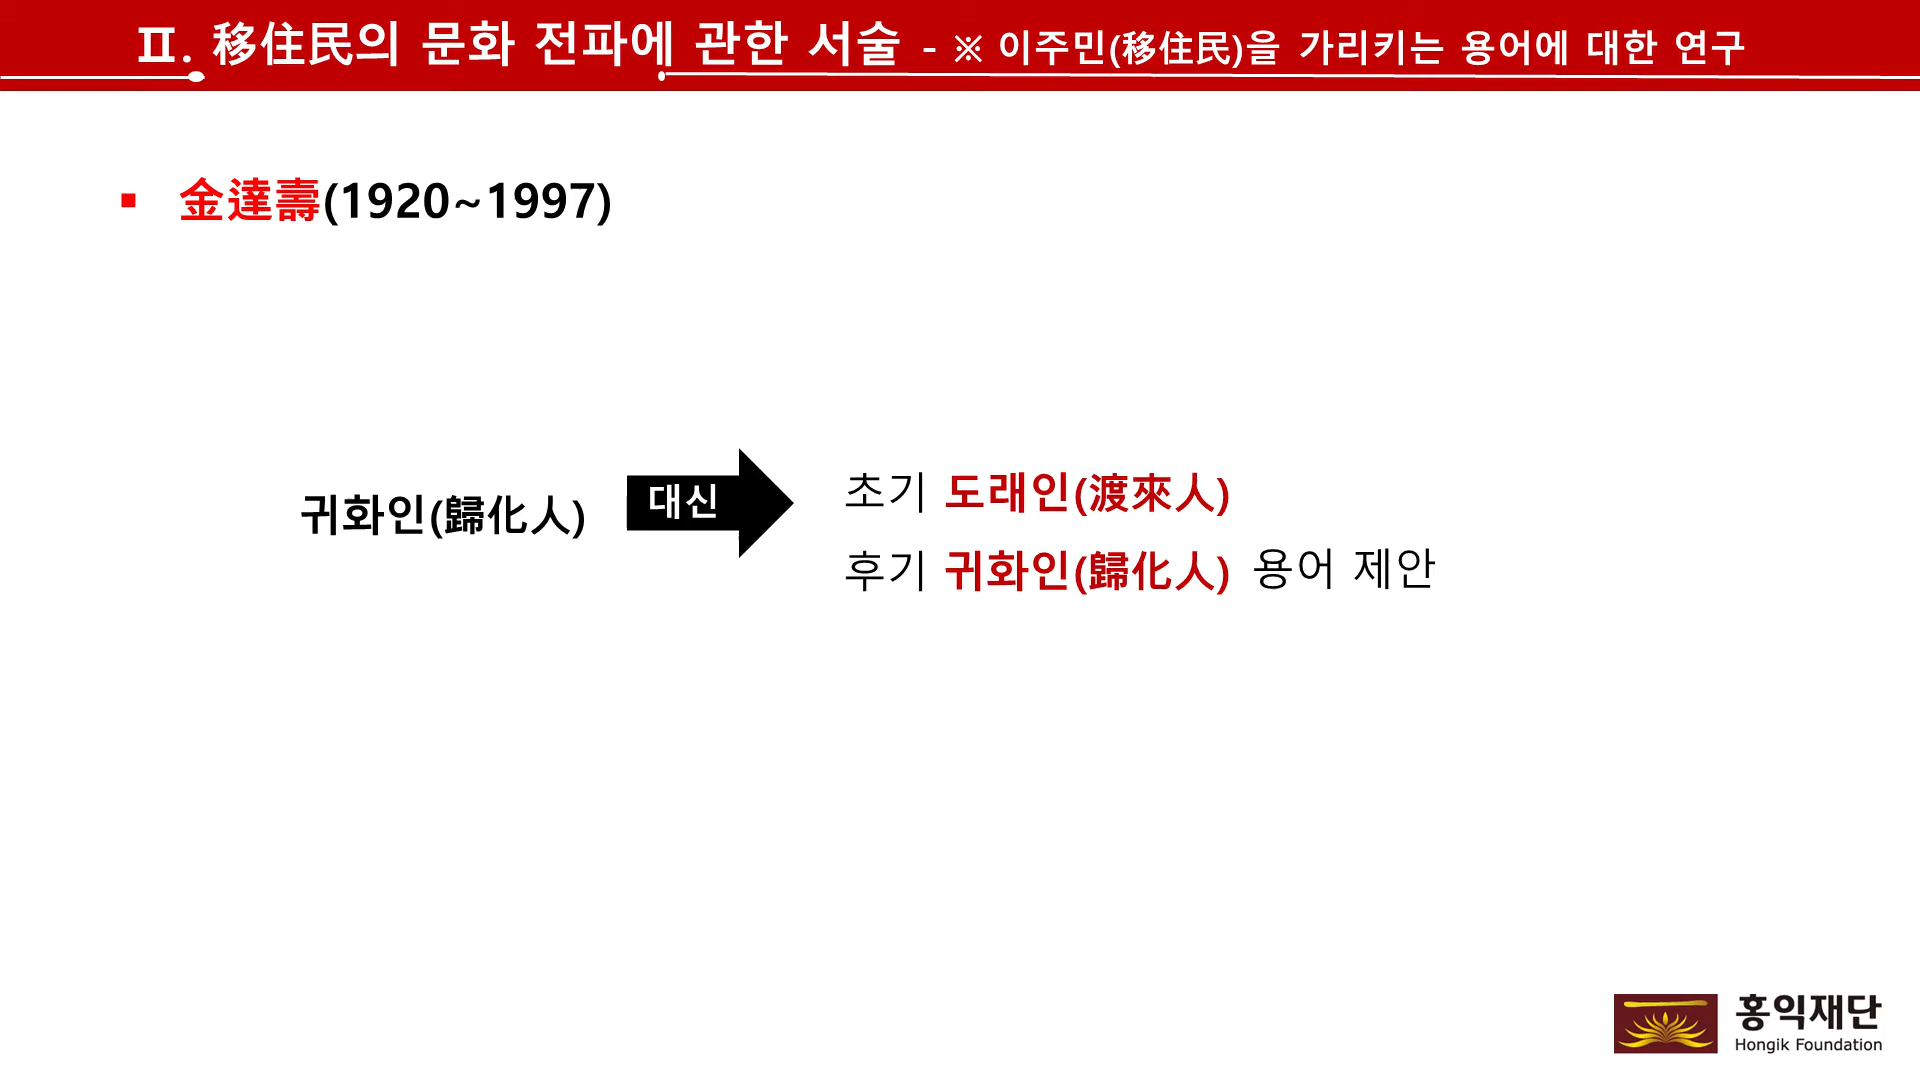 Ⅱ. 移住民의 문화 전파에 관한 서술 - ※ 이주민(移住民)을 가리키는 용어에 대한 연구
▪ 金達壽(1920~1997)
귀화인(歸化人)
대신
초기 도래인(渡來人)
후기 귀화인(歸化人) 용어 제안
홍익재단
Hongik Foundation